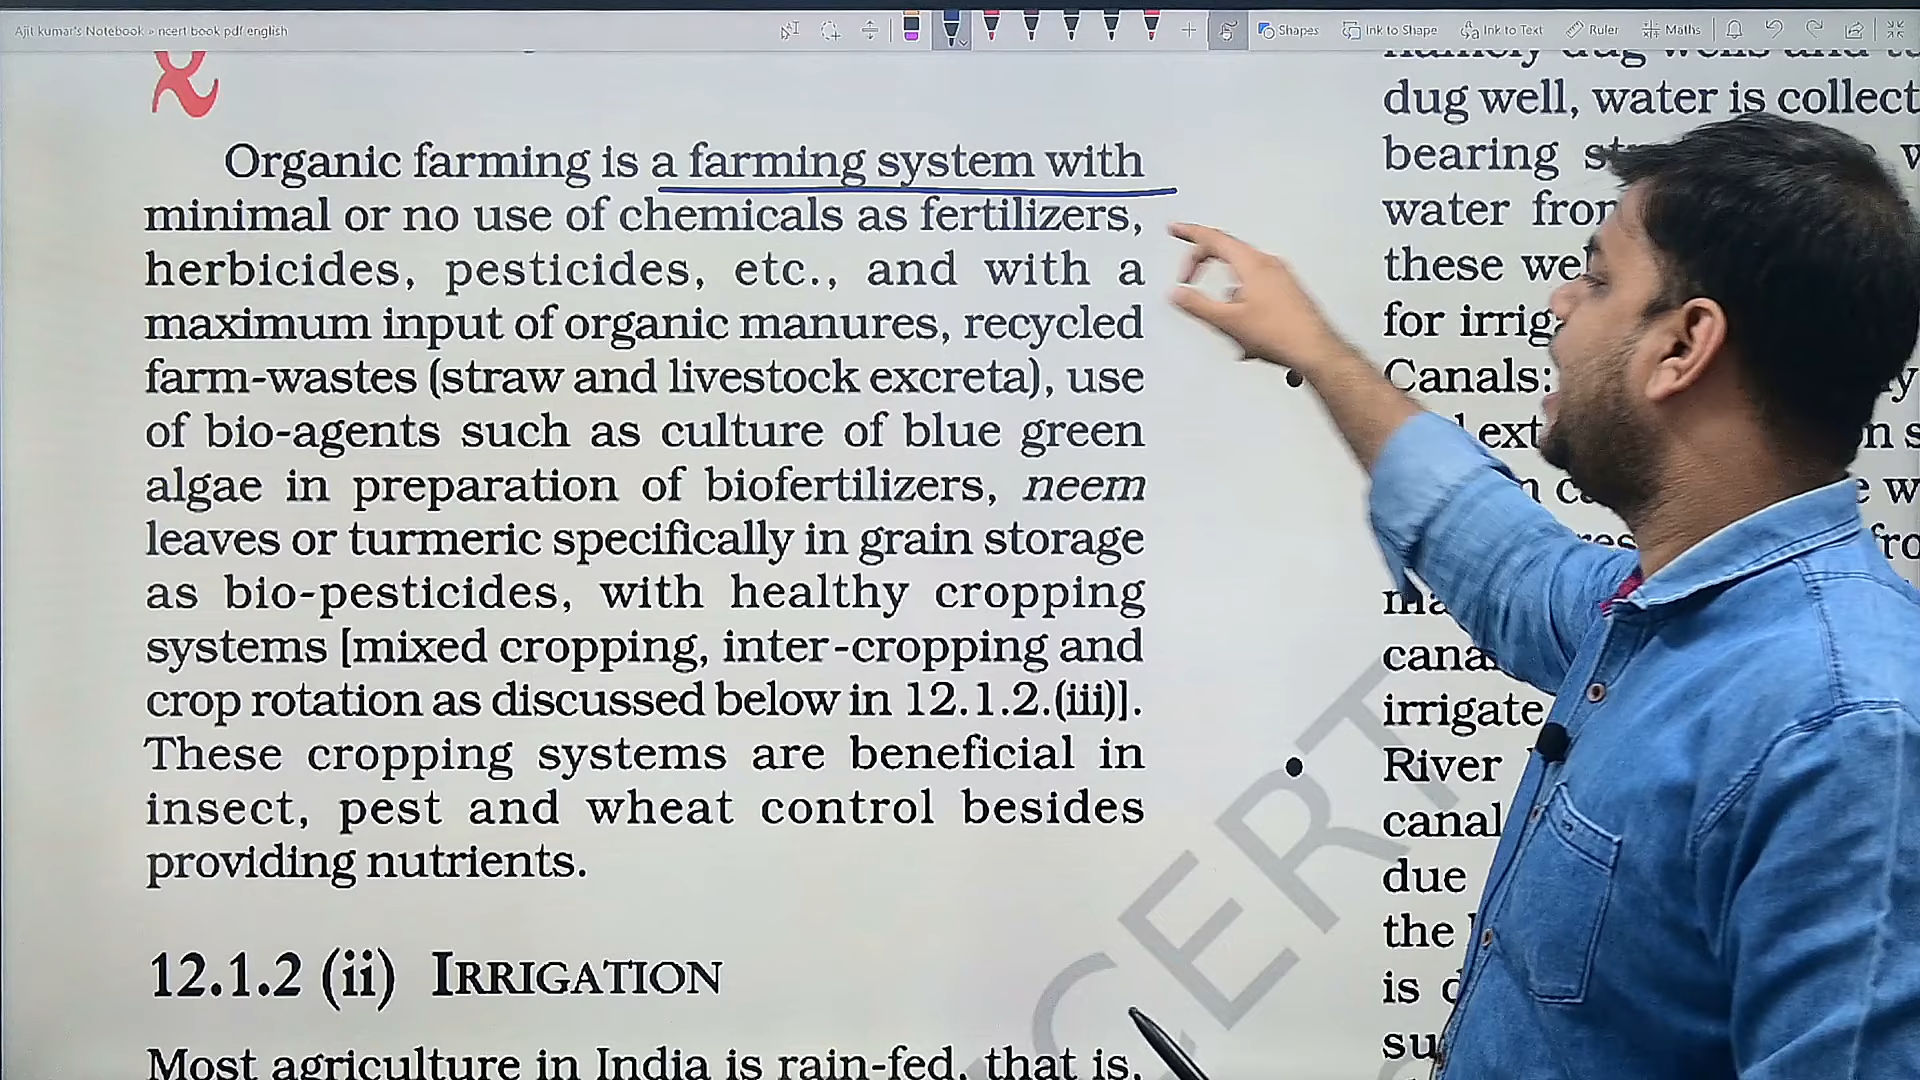 Ajit kumar's Notebook » ncert book pdf english
Shapes
Ink to Shape
Ink to Text
Ruler
Maths
Organic farming is a farming system with
minimal or no use of chemicals as fertilizers,
herbicides, pesticides, etc., and with a
maximum input of organic manures, recycled
farm-wastes (straw and livestock excreta), use
of bio-agents such as culture of blue green
algae in preparation of biofertilizers, neem
leaves or turmeric specifically in grain storage
as bio-pesticides, with healthy cropping
systems [mixed cropping, inter-cropping and
crop rotation as discussed below in 12.1.2.(iii)].
These cropping systems are beneficial in
insect, pest and wheat control besides
providing nutrients.
12.1.2 (ii) IRRIGATION
Most agriculture in India is rain-fed, that is,
namely dug wells and
dug well, water is collect
bearing
water from
these
for
• Canals:
irrigate
• River
canal
due
the
is
NCERT